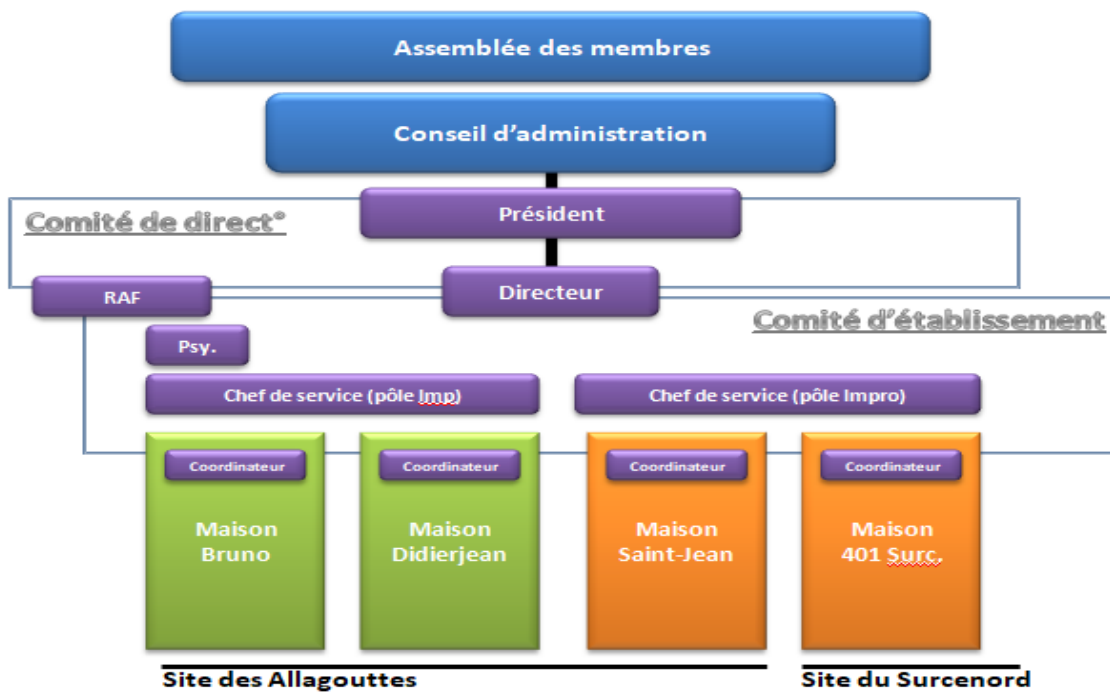 Assemblée des membres
Conseil d'administration
Président
Comité de direct°
Directeur
RAF
Comité d'établissement
Psy.
Chef de service (pôle Imp)
Chef de service (pôle Impro)
Coordinateur
Coordinateur
Coordinateur
Coordinateur
Maison
Bruno
Maison
Didierjean
Maison
Saint-Jean
Maison
401 Surc.
Site des Allagouttes
Site du Surcenord